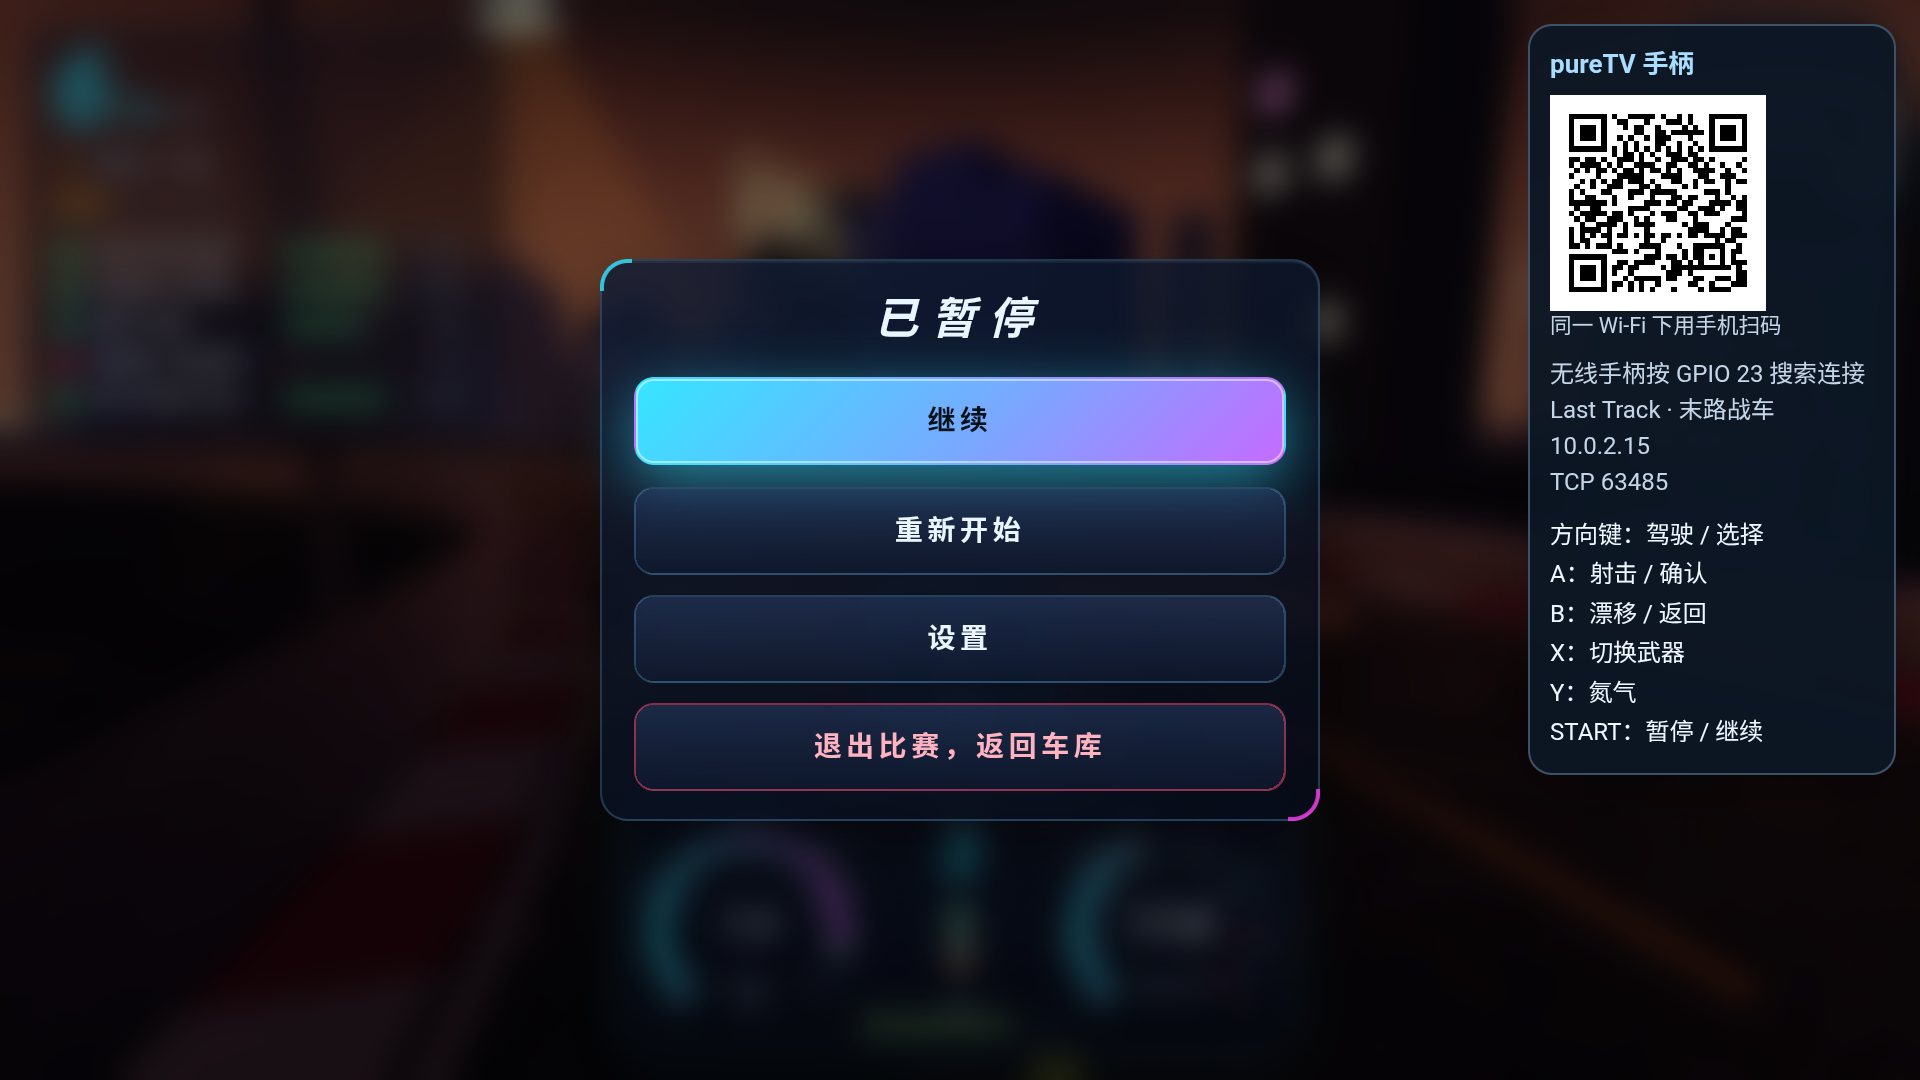 已暂停
继续
重新开始
设置
退出比赛，返回车库
pureTV 手柄
同一 Wi-Fi 下用手机扫码
无线手柄按 GPIO 23 搜索连接
Last Track · 末路战车
10.0.2.15
TCP 63485
方向键：驾驶 / 选择
A：射击 / 确认
B：漂移 / 返回
X：切换武器
Y：氮气
START：暂停 / 继续